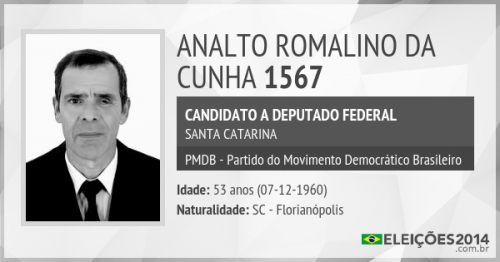 ANALTO ROMALINO DA
CUNHA 1567
CANDIDATO A DEPUTADO FEDERAL
SANTA CATARINA
PMDB - Partido do Movimento Democrático Brasileiro
Idade: 53 anos (07-12-1960)
Naturalidade: SC - Florianópolis
ELEIÇÕES2014
.com.br